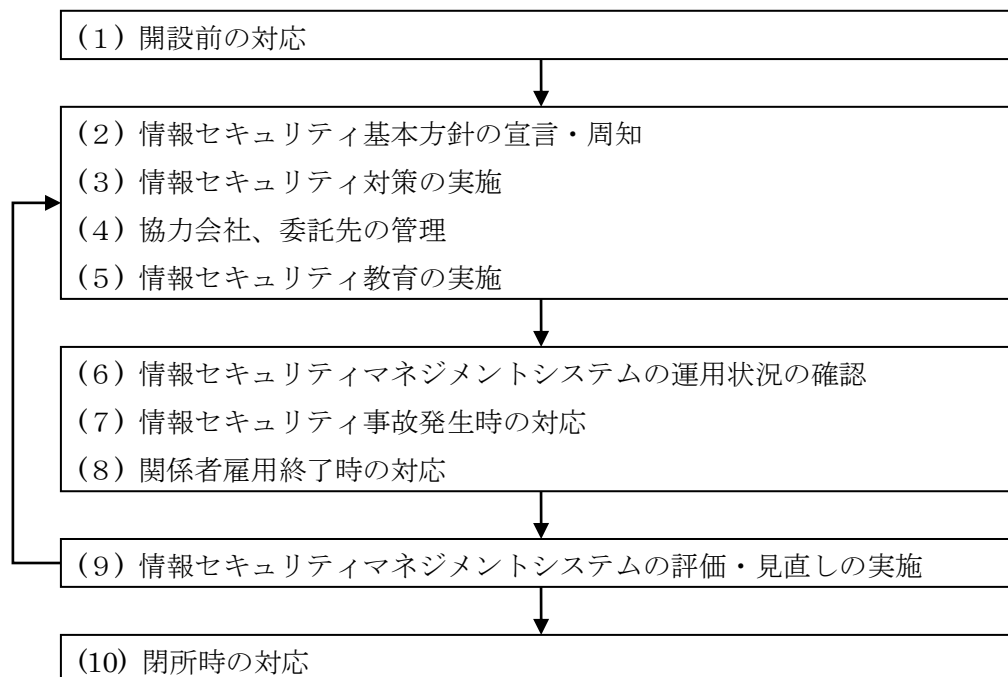 (１) 開設前の対応
(２) 情報セキュリティ基本方針の宣言・周知
(３) 情報セキュリティ対策の実施
(４) 協力会社、委託先の管理
(５) 情報セキュリティ教育の実施
(６) 情報セキュリティマネジメントシステムの運用状況の確認
(７) 情報セキュリティ事故発生時の対応
(８) 関係者雇用終了時の対応
(９) 情報セキュリティマネジメントシステムの評価・見直しの実施
(10) 閉所時の対応